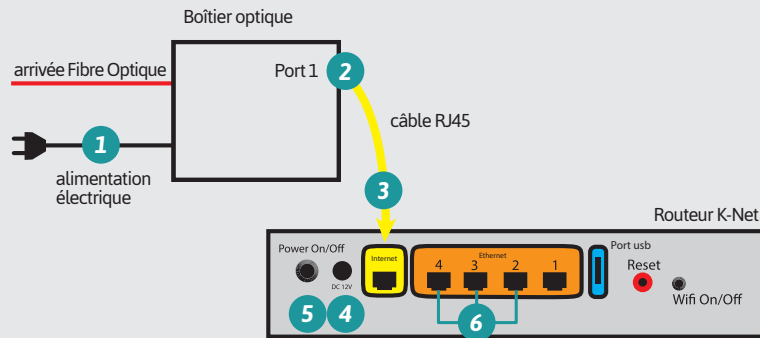 Boîtier optique
arrivée Fibre Optique
Port 1
2
1
câble RJ45
alimentation
électrique
3
Routeur K-Net
Power On/Off
Internet
Ethernet
Port usb
4
3
2
1
Reset
DC 12V
Wifi On/Off
5
4
6